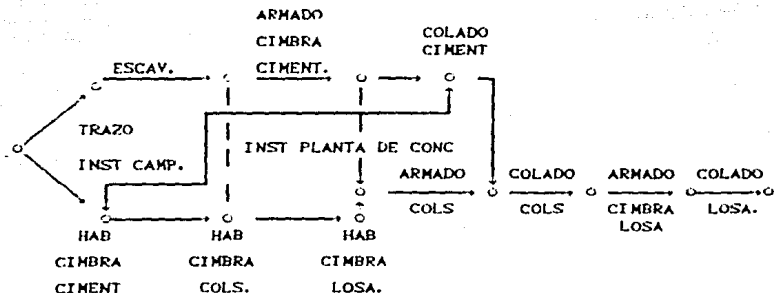 ARMADO
CIMBRA
CIMENT.
COLADO
CIMENT
ESCAV.
TRAZO
INST CAMP.
INST PLANTA DE CONC
ARMADO
COLS
COLADO
COLS
ARMADO
CIMBRA
LOSA
COLADO
LOSA.
HAB
CIMBRA
CIMENT
HAB
CIMBRA
COLS.
HAB
CIMBRA
LOSA.